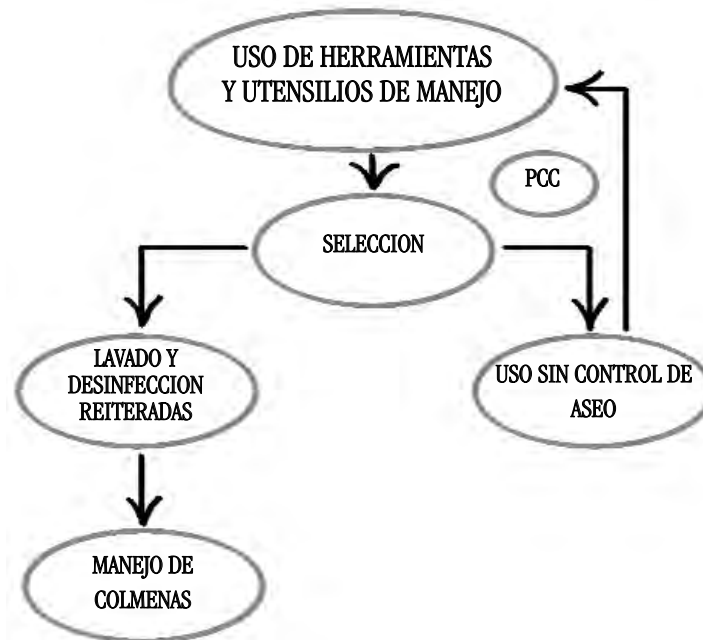 USO DE HERRAMIENTAS
Y UTENSILIOS DE MANEJO
PCC
SELECCION
LAVADO Y
DESINFECCION
REITERADAS
USO SIN CONTROL DE
ASEO
MANEJO DE
COLMENAS